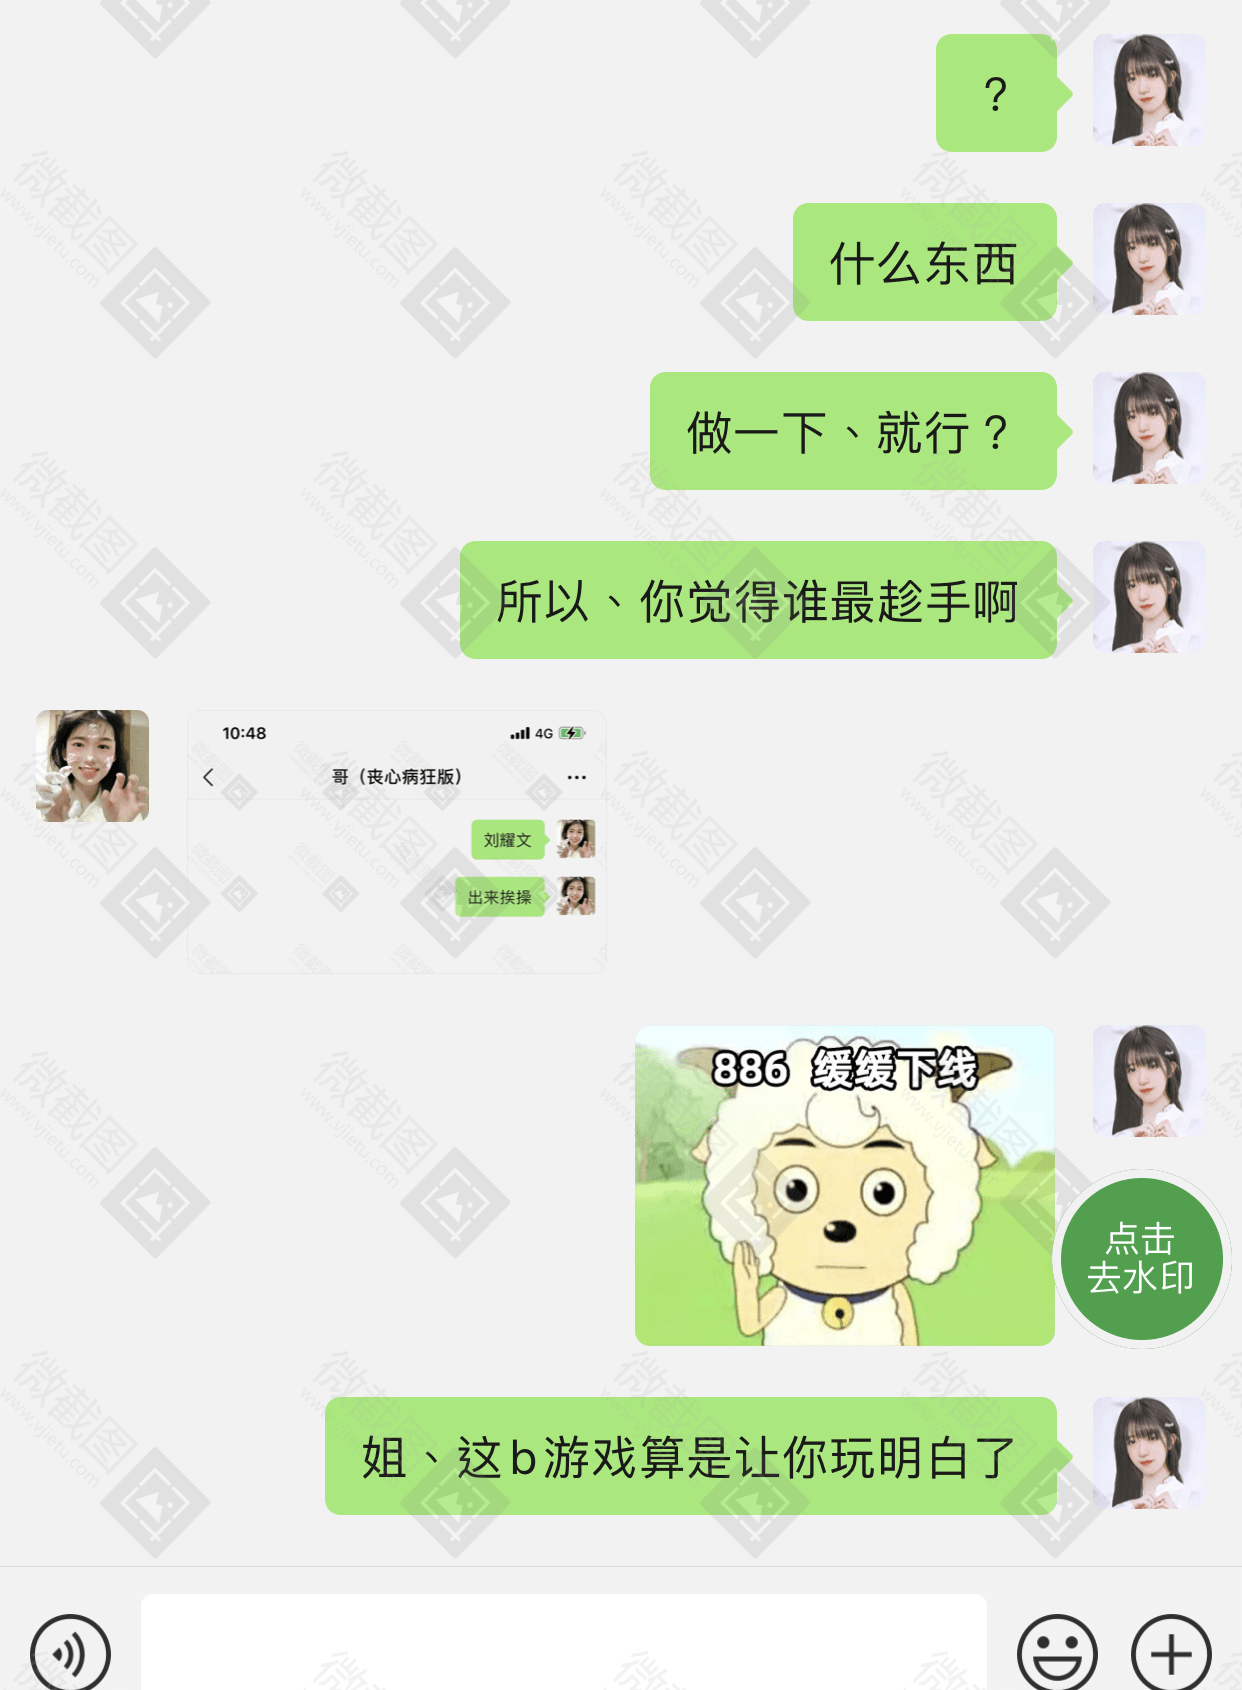 ?
什么东西
做一下、就行?
所以、你觉得谁最趁手啊
10:48
4G
哥（丧心病狂版）
刘耀文
出来挨操
886 缓缓下线
点击
去水印
姐、这b游戏算是让你玩明白了
微截图
www.vjietu.com